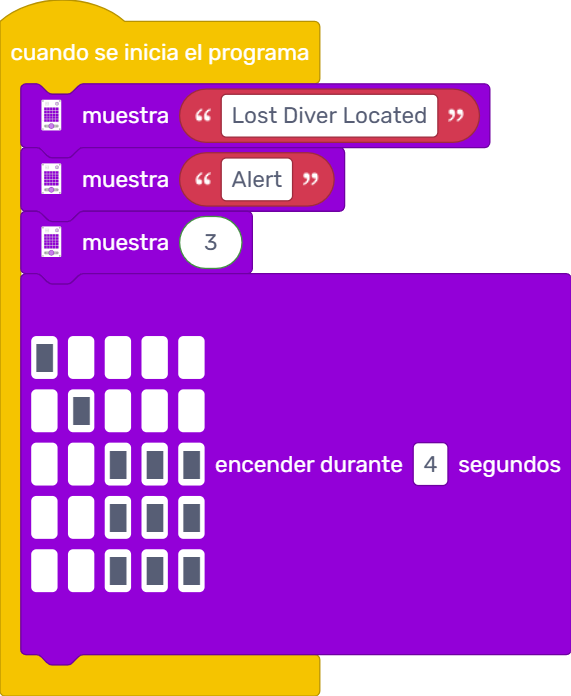 cuando se inicia el programa
muestra “ Lost Diver Located ”
muestra “ Alert ”
muestra 3
encender durante 4 segundos